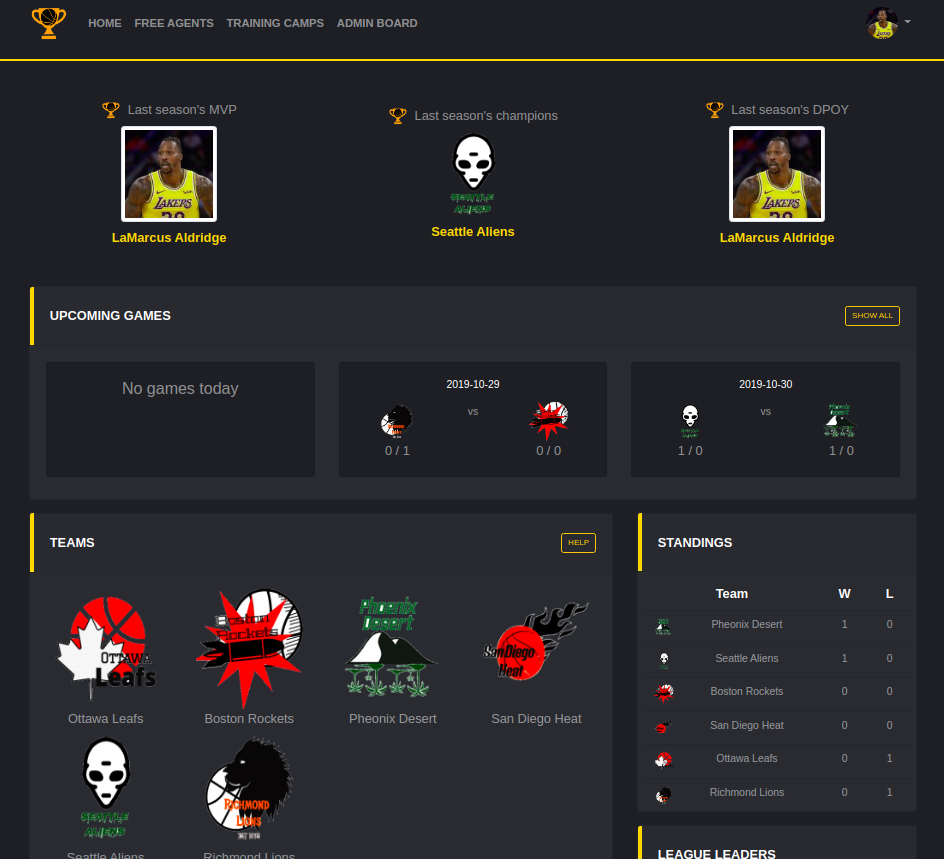 HOME FREE AGENTS TRAINING CAMPS ADMIN BOARD
Last season's MVP
LAKERS
LaMarcus Aldridge
Last season's champions
SEATTLE
ALIENS
Seattle Aliens
Last season's DPOY
LAKERS
LaMarcus Aldridge
UPCOMING GAMES
SHOW ALL
No games today
2019-10-29
vs
0 / 1 0 / 0
2019-10-30
vs
1 / 0 1 / 0
TEAMS
HELP
OTTAWA
Leafs
Ottawa Leafs
Boston
Rockets
Boston Rockets
Phoenix
Desert
Pheonix Desert
San Diego
Heat
San Diego Heat
SEATTLE
ALIENS
Seattle Aliens
RICHMOND
LIONS
Richmond Lions
STANDINGS
Team W L
Pheonix Desert 1 0
Seattle Aliens 1 0
Boston Rockets 0 0
San Diego Heat 0 0
Ottawa Leafs 0 1
Richmond Lions 0 1
LEAGUE LEADERS